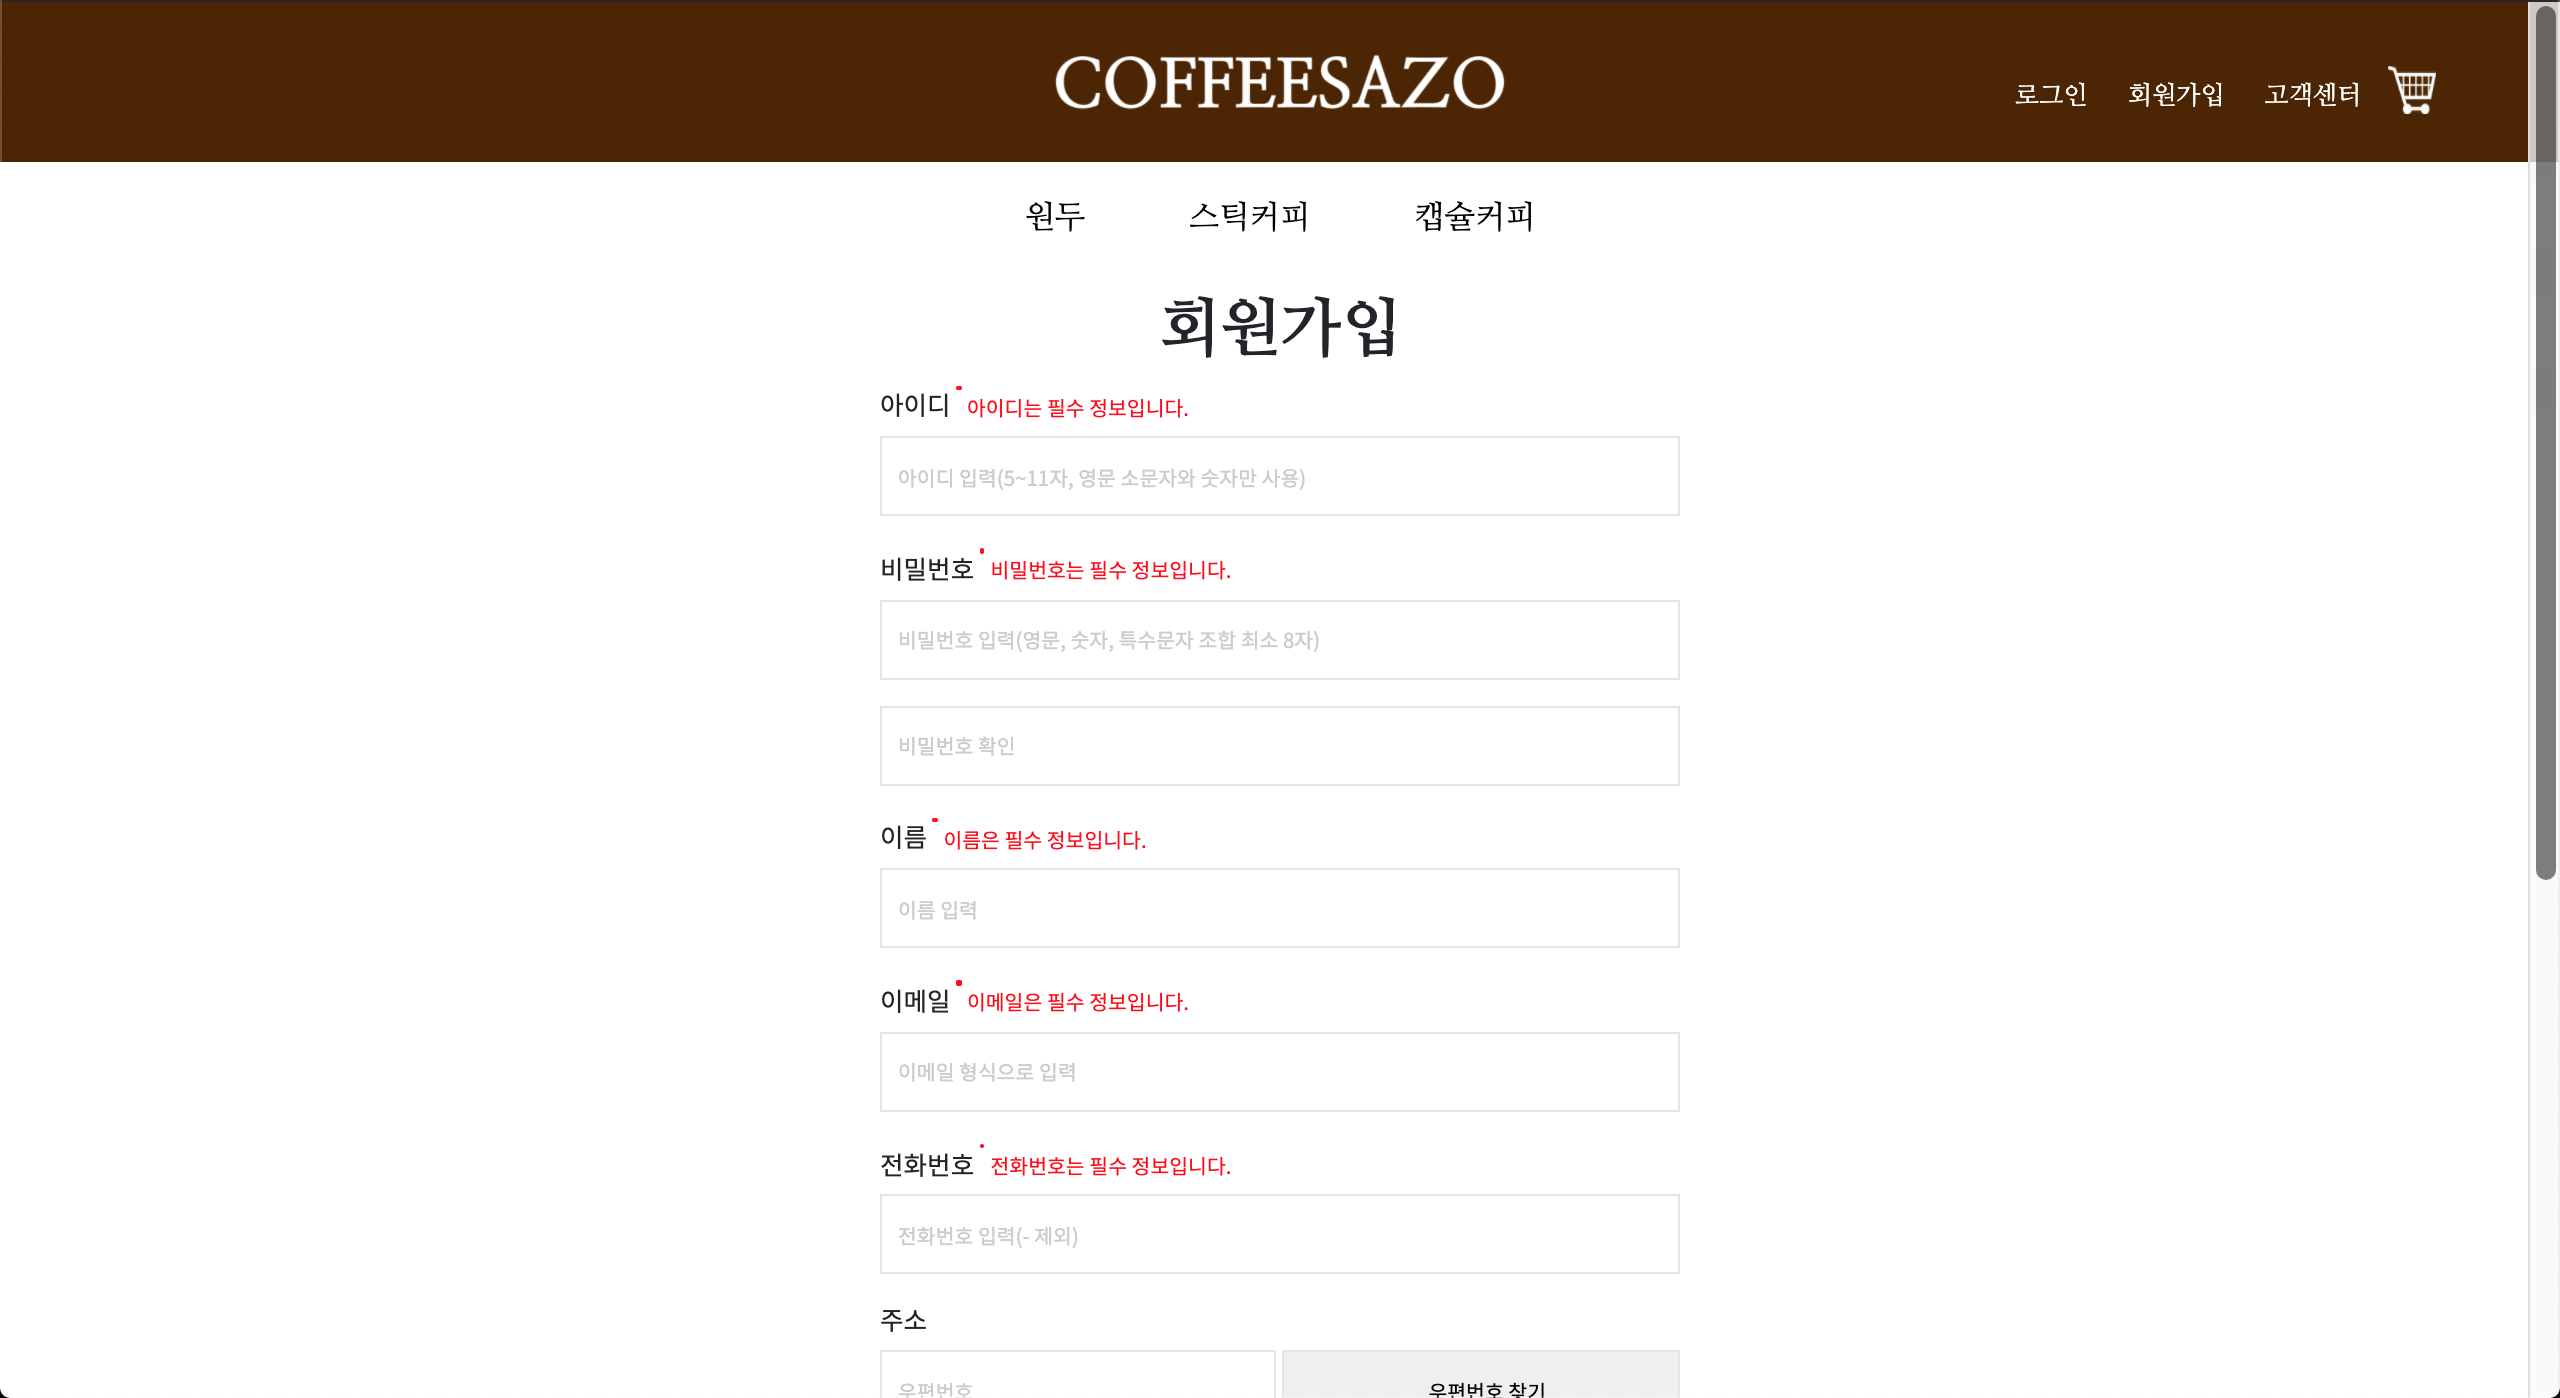 COFFEESAZO
로그인 회원가입 고객센터
원두 스틱커피 캡슐커피
회원가입
아이디 아이디는 필수 정보입니다.
아이디 입력(5~11자, 영문 소문자와 숫자만 사용)
비밀번호 비밀번호는 필수 정보입니다.
비밀번호 입력(영문, 숫자, 특수문자 조합 최소 8자)
비밀번호 확인
이름 이름은 필수 정보입니다.
이름 입력
이메일 이메일은 필수 정보입니다.
이메일 형식으로 입력
전화번호 전화번호는 필수 정보입니다.
전화번호 입력(- 제외)
주소
우편번호 우편번호 찾기